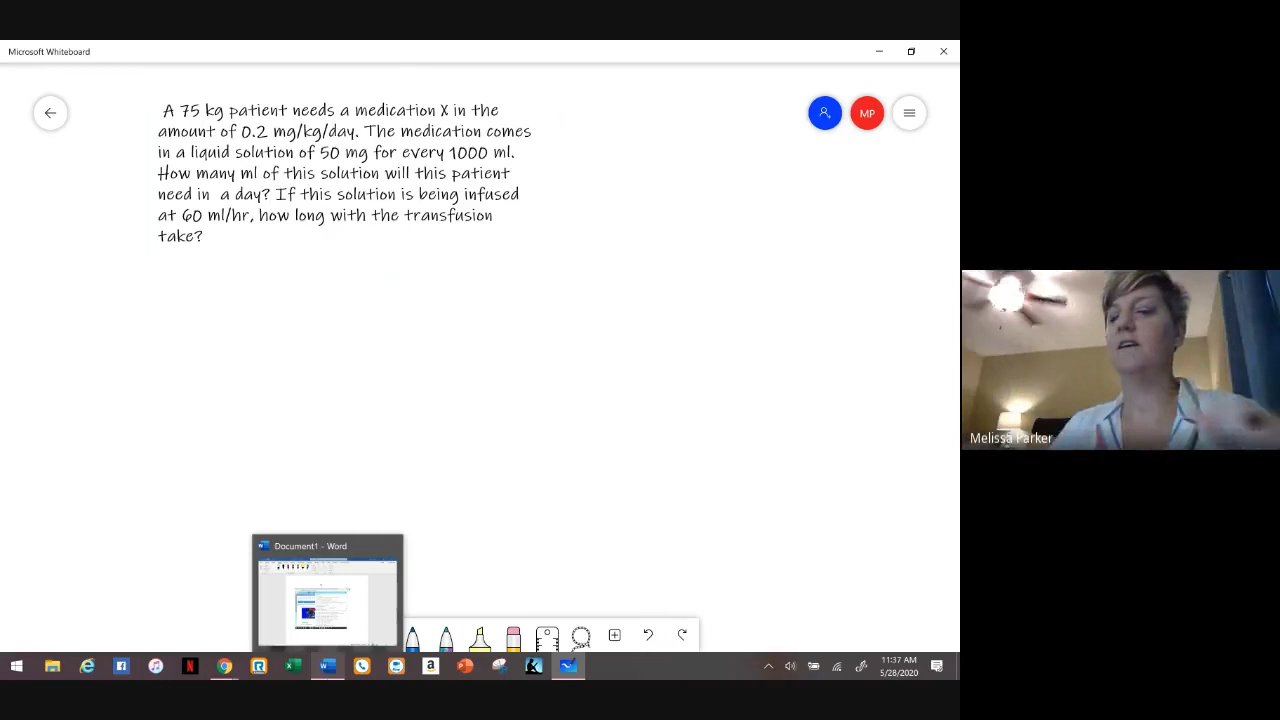 Microsoft Whiteboard
A 75 kg patient needs a medication X in the
amount of 0.2 mg/kg/day. The medication comes
in a liquid solution of 50 mg for every 1000 ml.
How many ml of this solution will this patient
need in a day? If this solution is being infused
at 60 ml/hr, how long with the transfusion
take?
MP
Melissa Parker
Document1 - Word
11:37 AM
5/28/2020